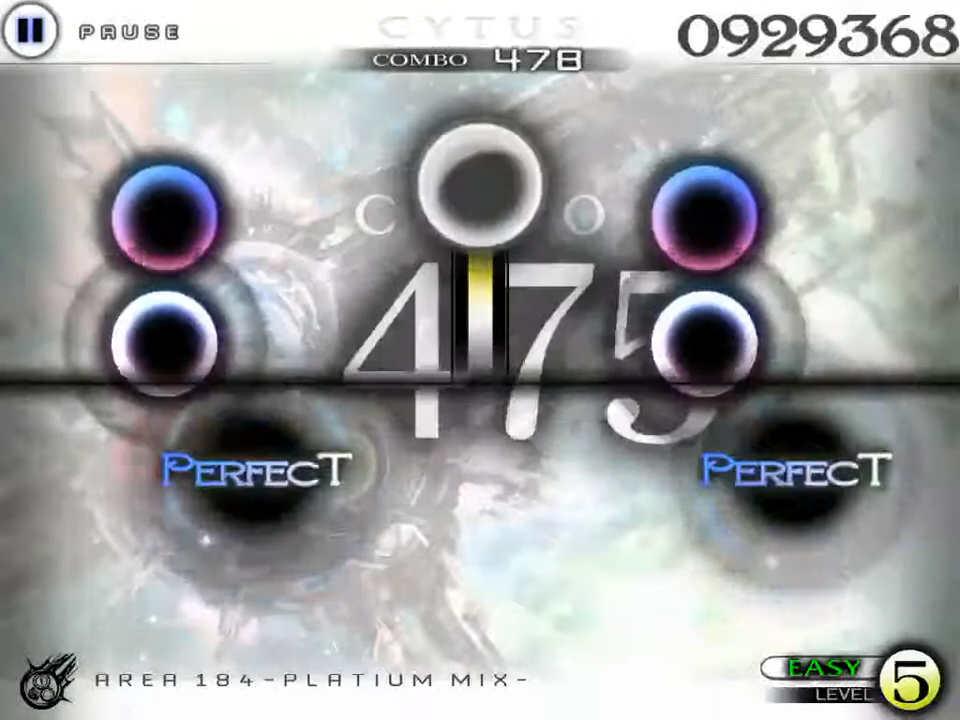 PAUSE
CYTUS
0929368
COMBO 478
C O
475
PERFECT PERFECT
AREA 184-PLATIUM MIX-
EASY
LEVEL 5